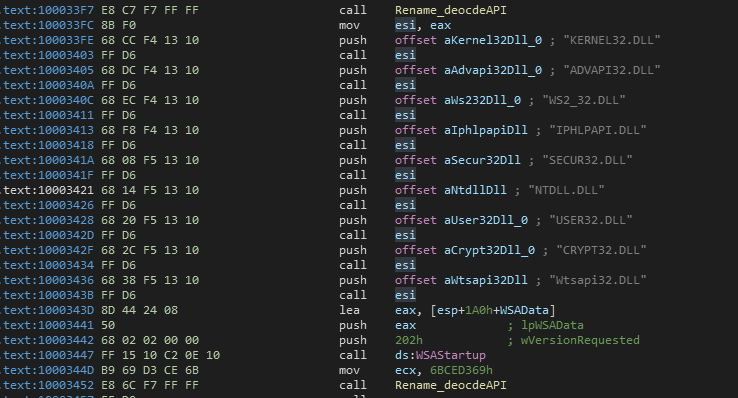 .text:100033F7 E8 C7 F7 FF FF call Rename_deocdeAPI
.text:100033FC 8B F0 mov esi, eax
.text:100033FE 68 CC F4 13 10 push offset aKernel32Dll_0 ; "KERNEL32.DLL"
.text:10003403 FF D6 call esi
.text:10003405 68 DC F4 13 10 push offset aAdvapi32Dll_0 ; "ADVAPI32.DLL"
.text:1000340A FF D6 call esi
.text:1000340C 68 EC F4 13 10 push offset aWs232Dll_0 ; "WS2_32.DLL"
.text:10003411 FF D6 call esi
.text:10003413 68 F8 F4 13 10 push offset aIphlpapiDll ; "IPHLPAPI.DLL"
.text:10003418 FF D6 call esi
.text:1000341A 68 08 F5 13 10 push offset aSecur32Dll ; "SECUR32.DLL"
.text:1000341F FF D6 call esi
.text:10003421 68 14 F5 13 10 push offset aNtdllDll ; "NTDLL.DLL"
.text:10003426 FF D6 call esi
.text:10003428 68 20 F5 13 10 push offset aUser32Dll_0 ; "USER32.DLL"
.text:1000342D FF D6 call esi
.text:1000342F 68 2C F5 13 10 push offset aCrypt32Dll_0 ; "CRYPT32.DLL"
.text:10003434 FF D6 call esi
.text:10003436 68 38 F5 13 10 push offset aWtsapi32Dll ; "Wtsapi32.DLL"
.text:1000343B FF D6 call esi
.text:1000343D 8D 44 24 08 lea eax, [esp+1A0h+WSAData]
.text:10003441 50 push eax ; lpWSAData
.text:10003442 68 02 02 00 00 push 202h ; wVersionRequested
.text:10003447 FF 15 10 C2 0E 10 call ds:WSAStartup
.text:1000344D B9 69 D3 CE 6B mov ecx, 6BCED369h
.text:10003452 E8 6C F7 FF FF call Rename_deocdeAPI